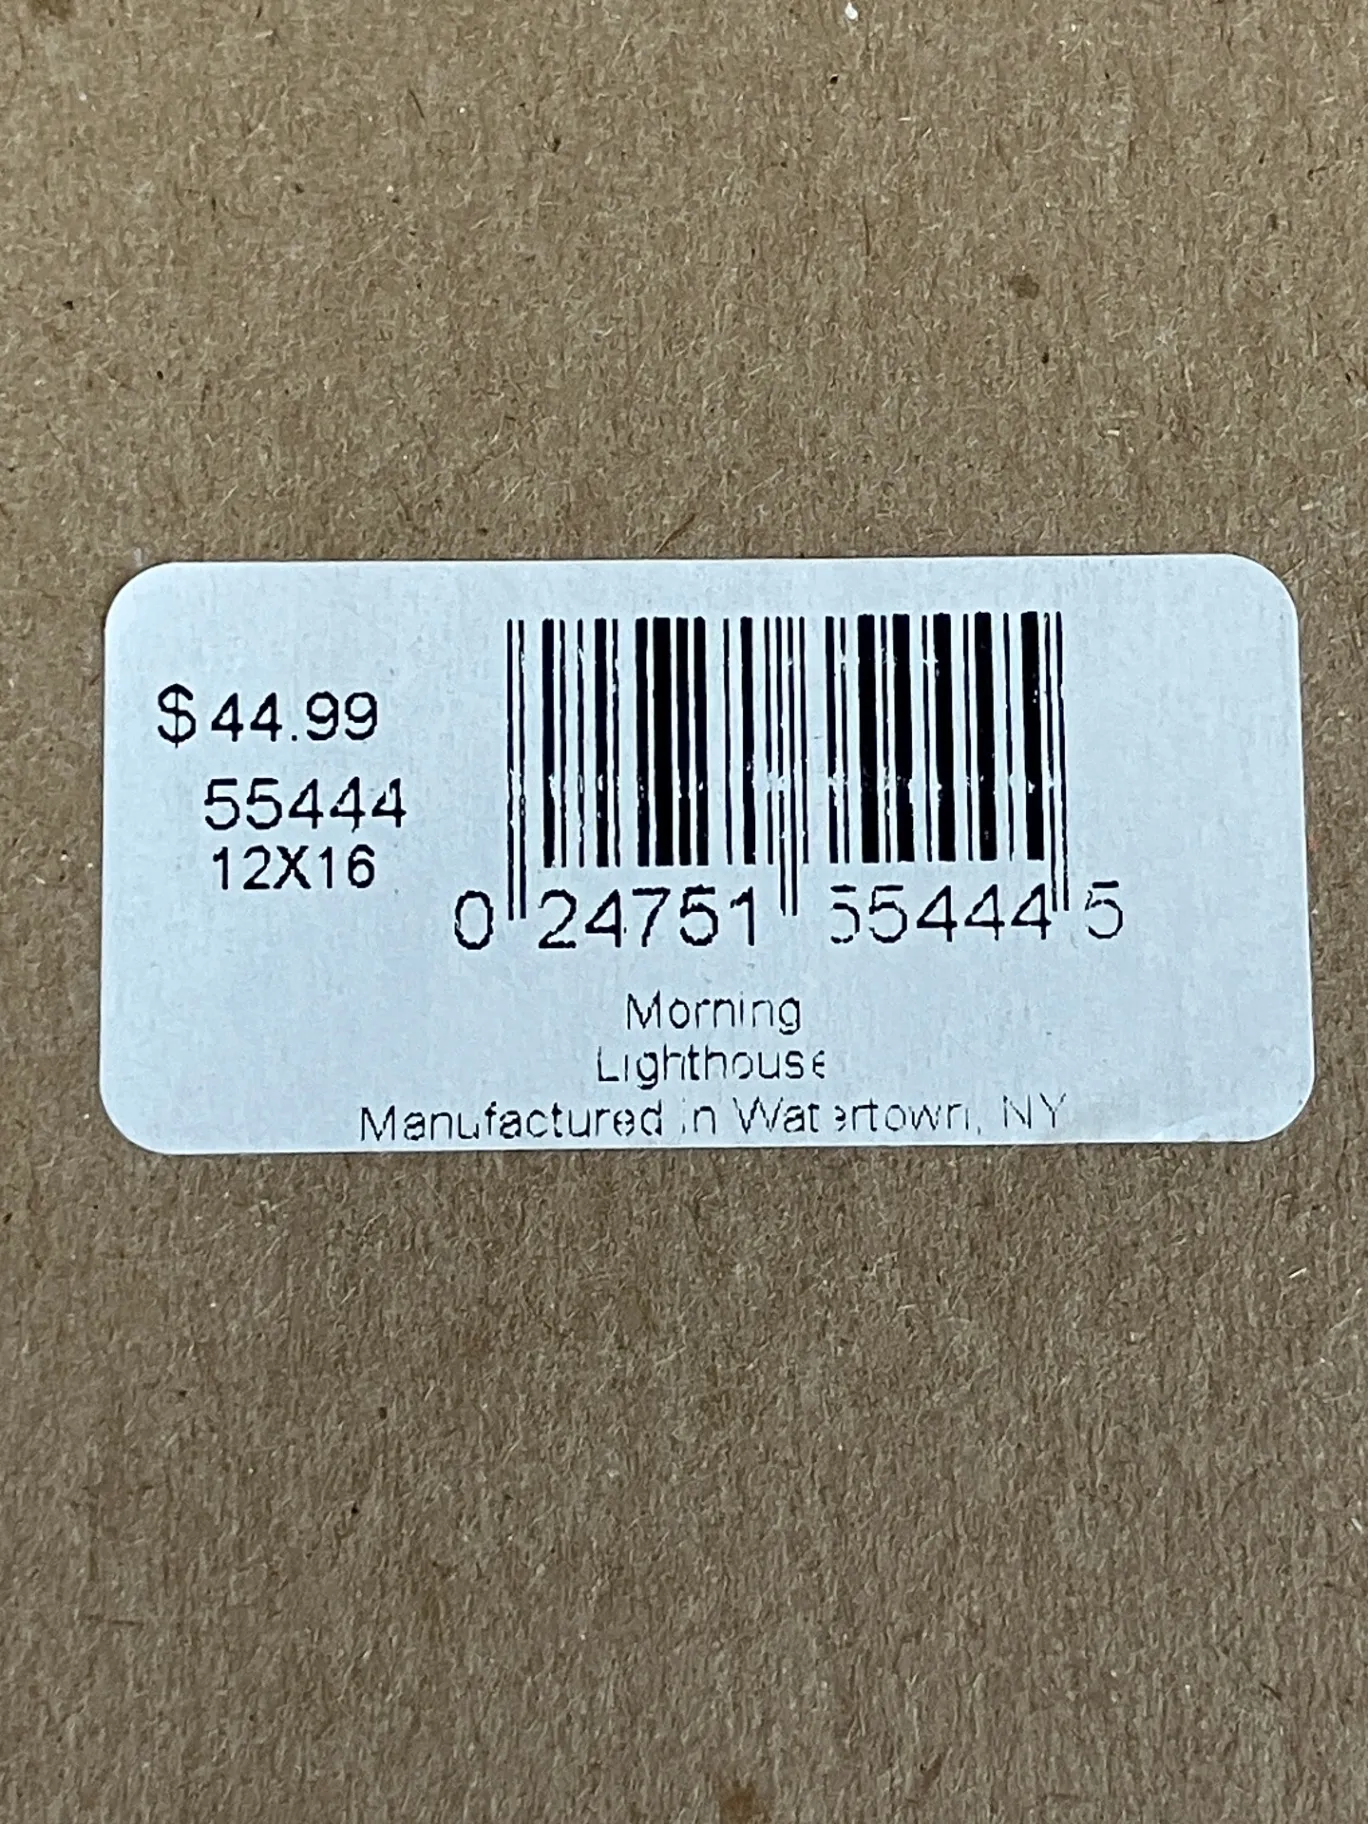 $44.99
55444
12X16
0 24751 55444 5
Morning
Lighthouse
Manufactured in Watertown, NY